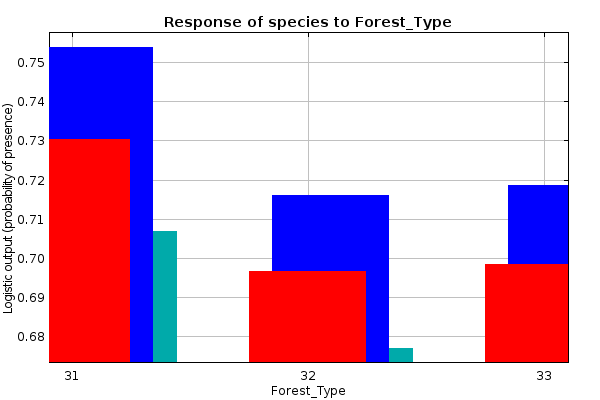 Response of species to Forest_Type
Logistic output (probability of presence)
0.75
0.74
0.73
0.72
0.71
0.70
0.69
0.68
31 32 33
Forest_Type